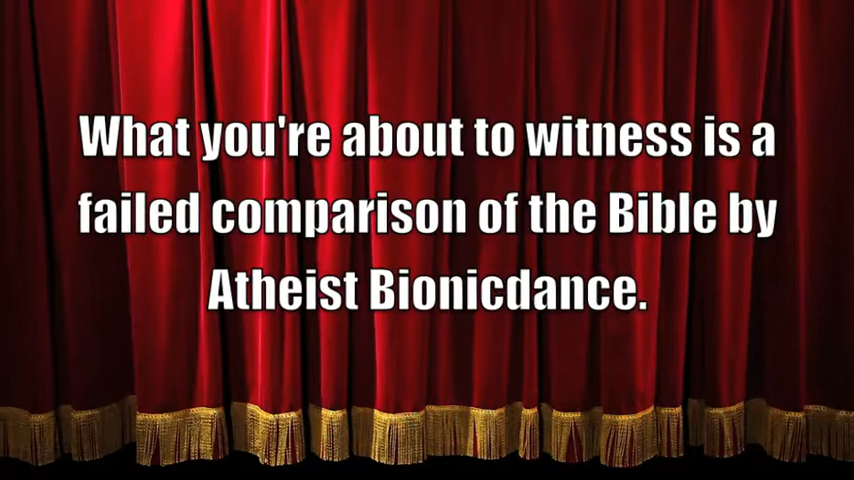 What you're about to witness is a
failed comparison of the Bible by
Atheist Bionicdance.